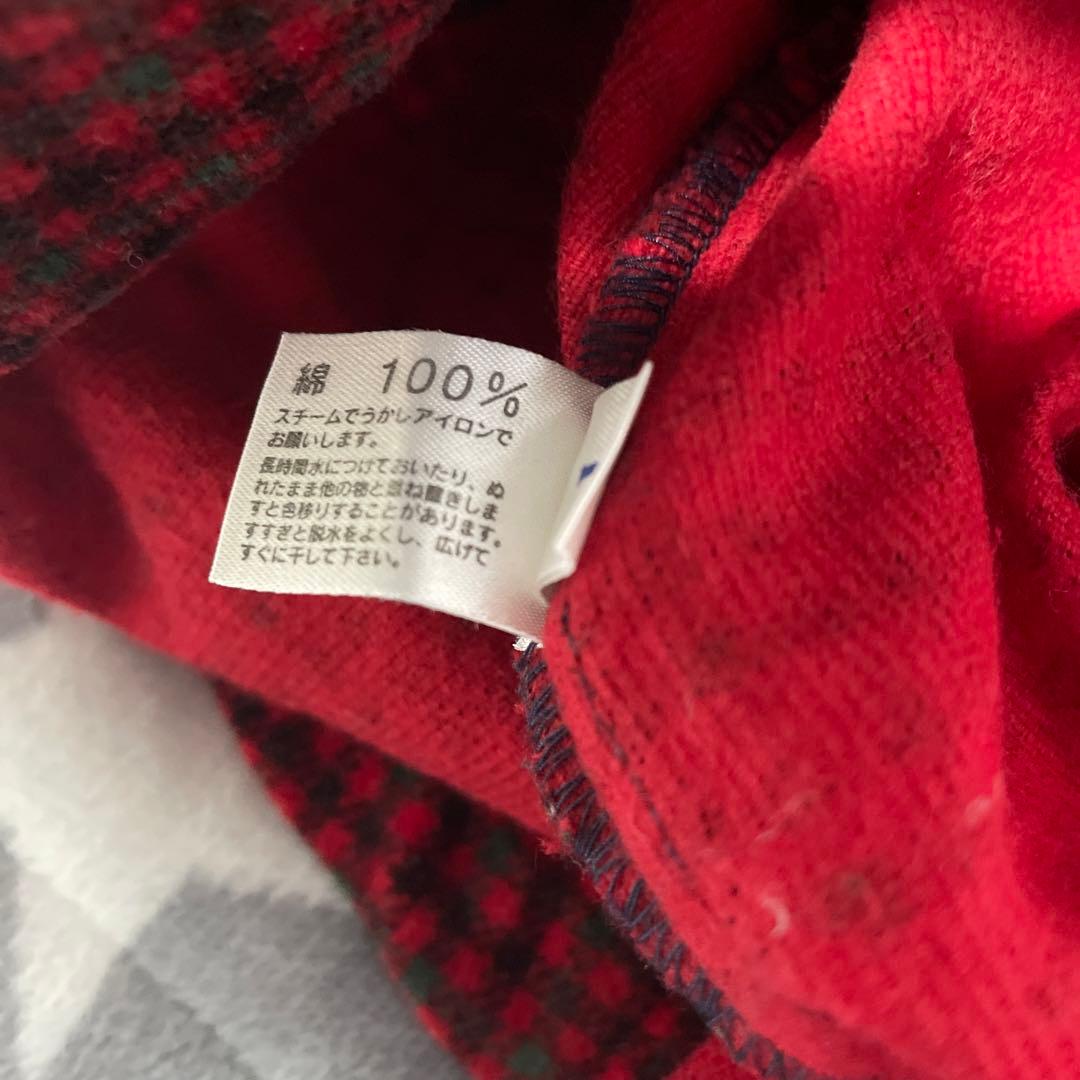 綿 100%
スチームでうかしアイロンで
お願いします。
長時間水につけておいたり、ぬ
れたまま他の物と重ね置きしま
すと色移りすることがあります。
すすぎと脱水をよくし、広げて
すぐに干して下さい。